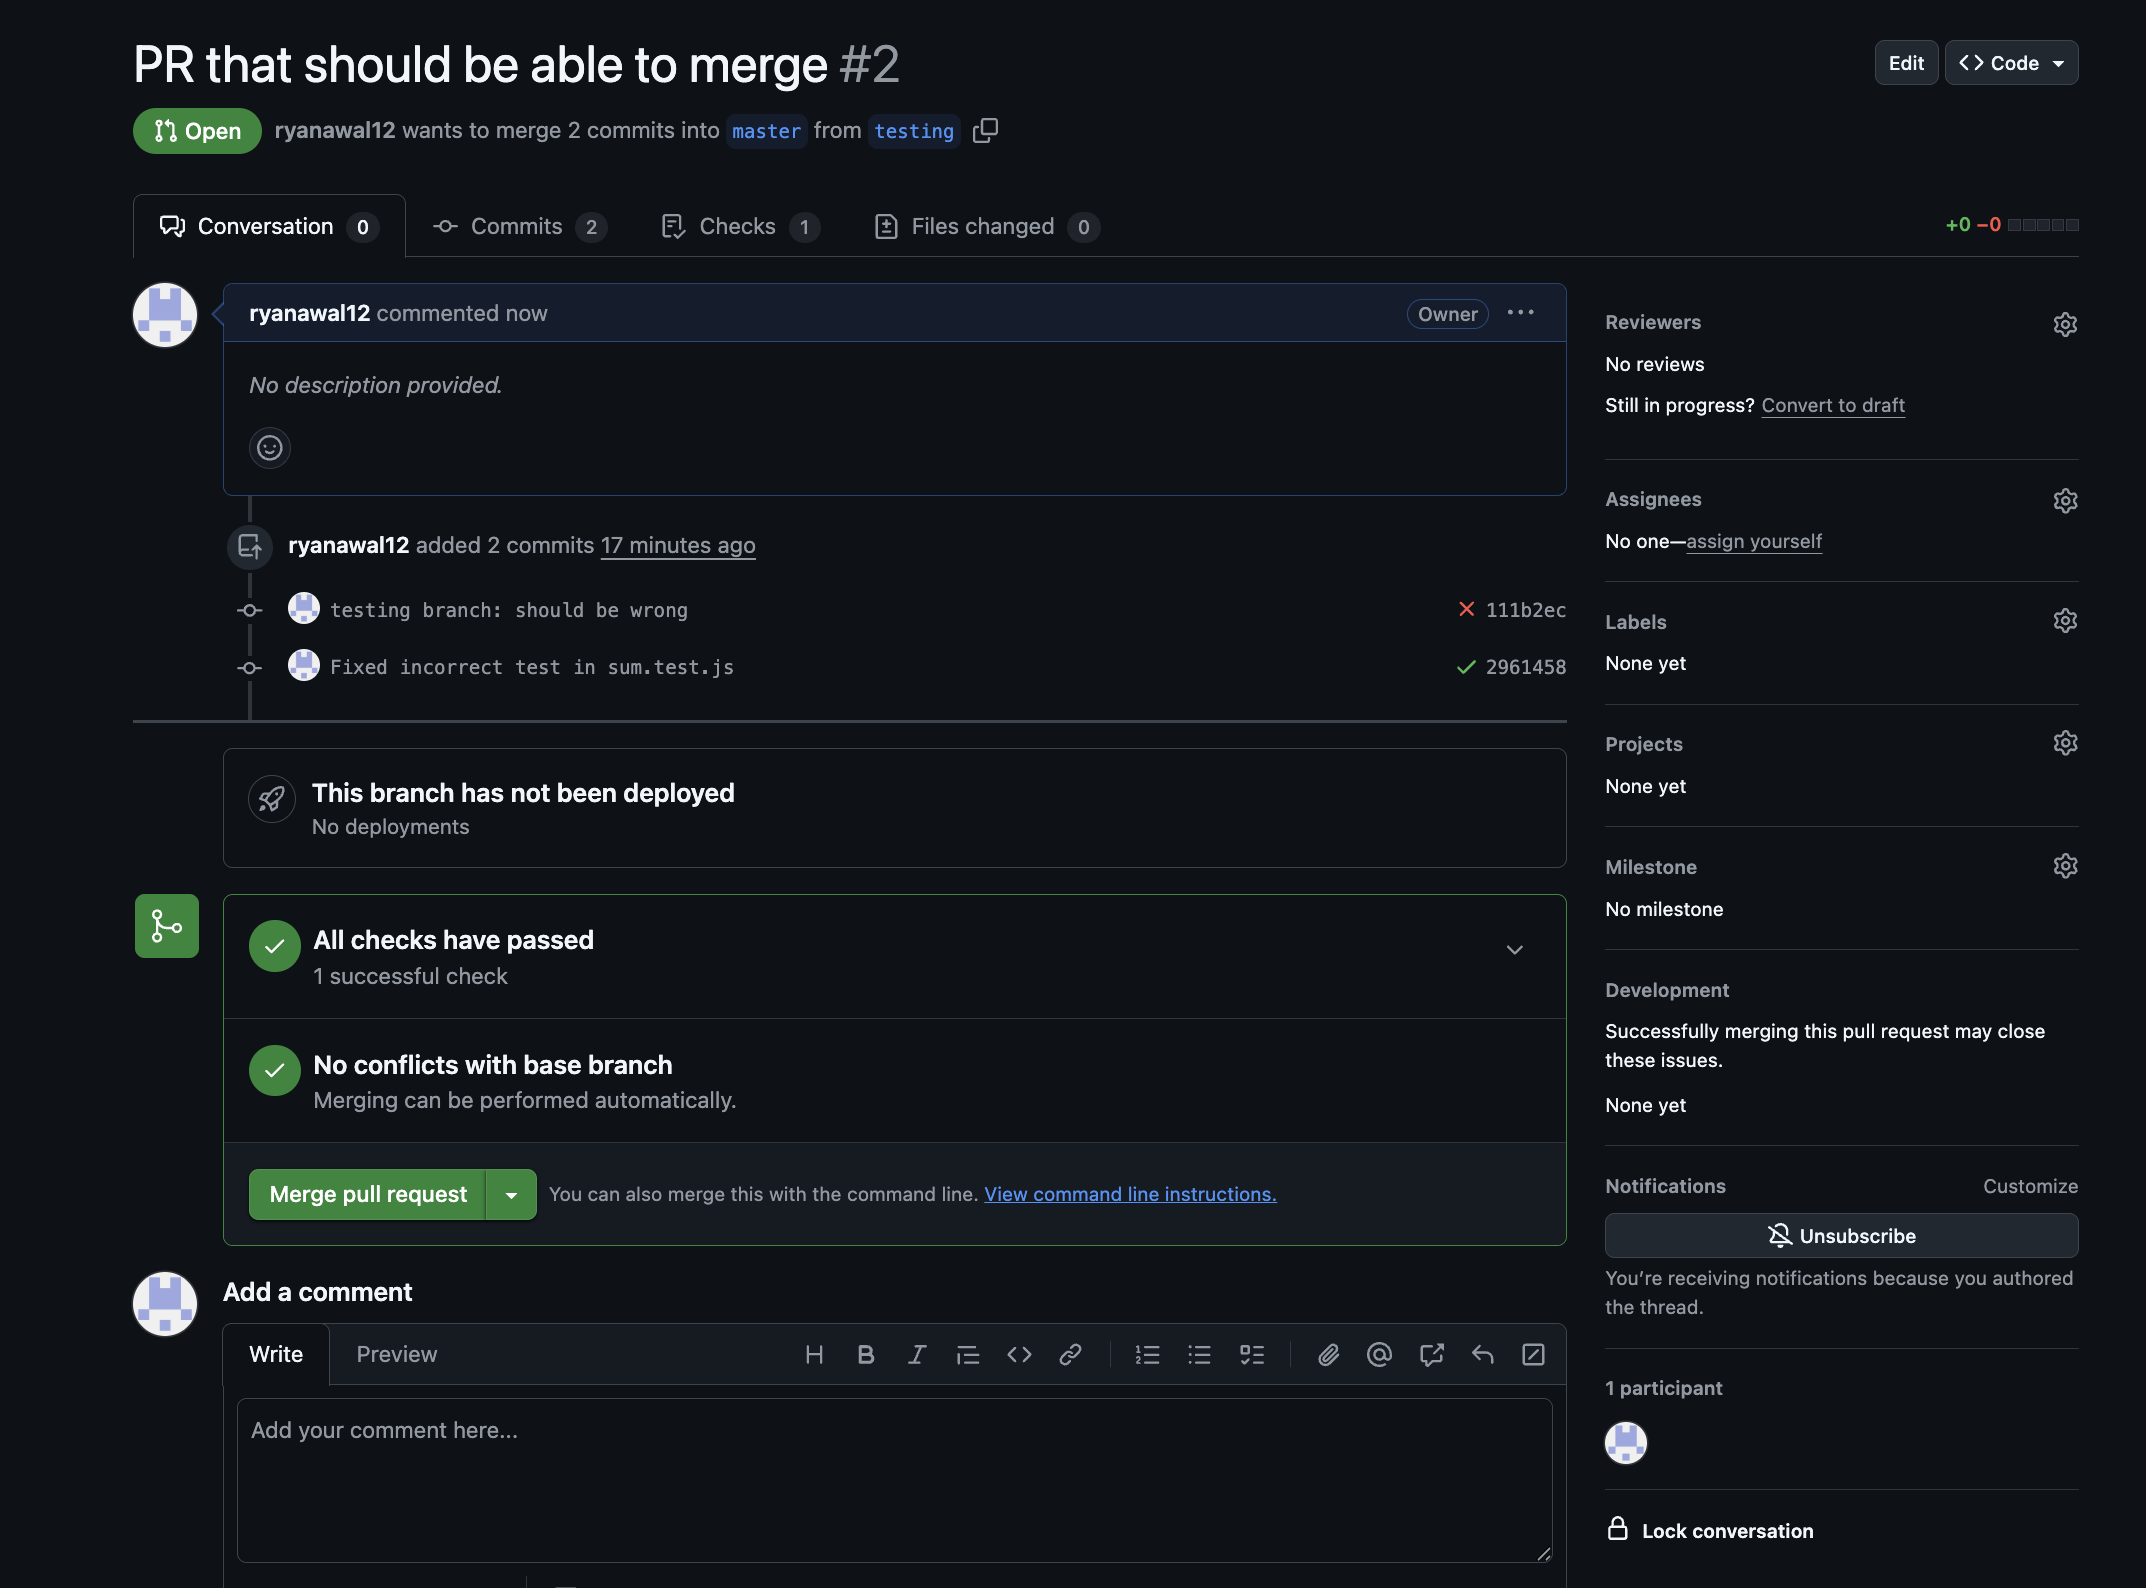 PR that should be able to merge #2
Edit
Code
Open
ryanawal12 wants to merge 2 commits into master from testing
Conversation 0
Commits 2
Checks 1
Files changed 0
+0 −0
ryanawal12 commented now
Owner
No description provided.
ryanawal12 added 2 commits 17 minutes ago
testing branch: should be wrong
111b2ec
Fixed incorrect test in sum.test.js
2961458
This branch has not been deployed
No deployments
All checks have passed
1 successful check
No conflicts with base branch
Merging can be performed automatically.
Merge pull request
You can also merge this with the command line. View command line instructions.
Add a comment
Write
Preview
Add your comment here...
Reviewers
No reviews
Still in progress? Convert to draft
Assignees
No one—assign yourself
Labels
None yet
Projects
None yet
Milestone
No milestone
Development
Successfully merging this pull request may close
these issues.
None yet
Notifications
Customize
Unsubscribe
You’re receiving notifications because you authored
the thread.
1 participant
Lock conversation